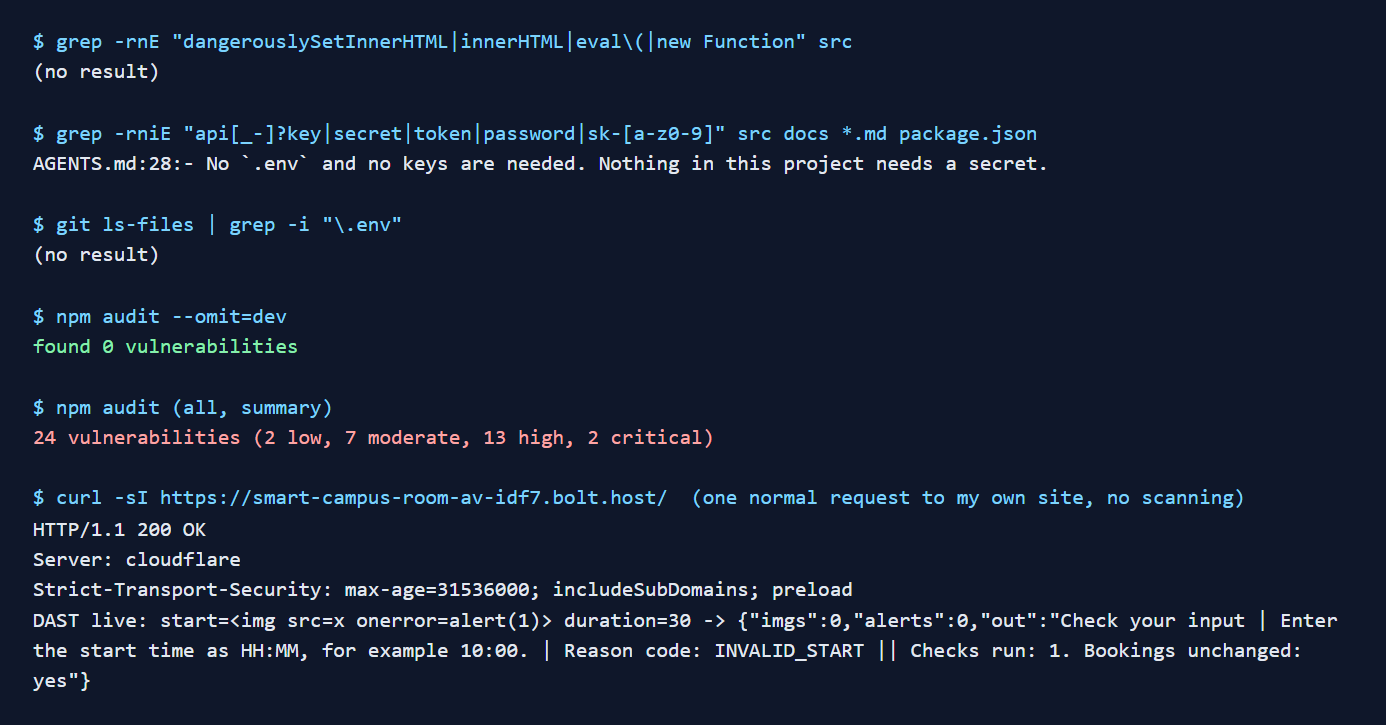 $ grep -rnE "dangerouslySetInnerHTML|innerHTML|eval\(|new Function" src
(no result)
$ grep -rniE "api[_-]?key|secret|token|password|sk-[a-z0-9]" src docs *.md package.json
AGENTS.md:28:- No `.env` and no keys are needed. Nothing in this project needs a secret.
$ git ls-files | grep -i "\.env"
(no result)
$ npm audit --omit=dev
found 0 vulnerabilities
$ npm audit (all, summary)
24 vulnerabilities (2 low, 7 moderate, 13 high, 2 critical)
$ curl -sI https://smart-campus-room-av-idf7.bolt.host/  (one normal request to my own site, no scanning)
HTTP/1.1 200 OK
Server: cloudflare
Strict-Transport-Security: max-age=31536000; includeSubDomains; preload
DAST live: start=<img src=x onerror=alert(1)> duration=30 -> {"imgs":0,"alerts":0,"out":"Check your input | Enter
the start time as HH:MM, for example 10:00. | Reason code: INVALID_START || Checks run: 1. Bookings unchanged:
yes"}